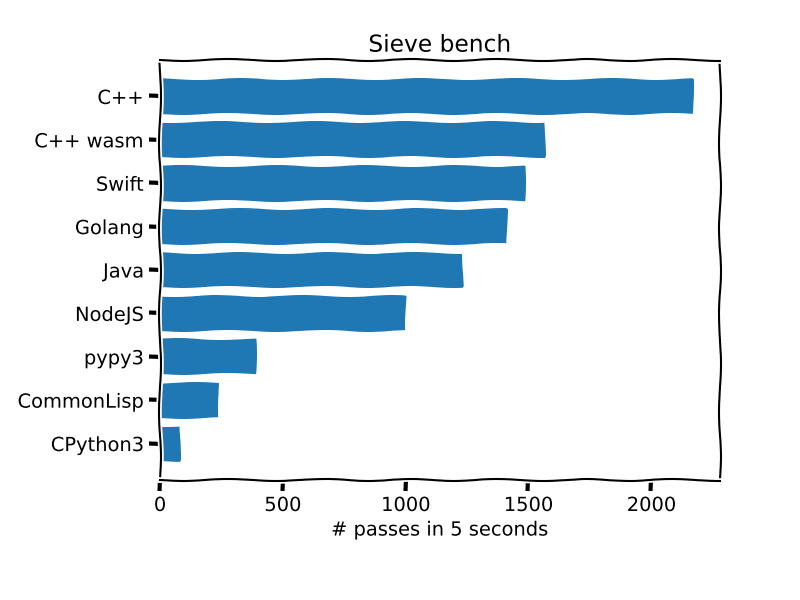 Sieve bench
C++
C++ wasm
Swift
Golang
Java
NodeJS
pypy3
CommonLisp
CPython3
0 500 1000 1500 2000
# passes in 5 seconds